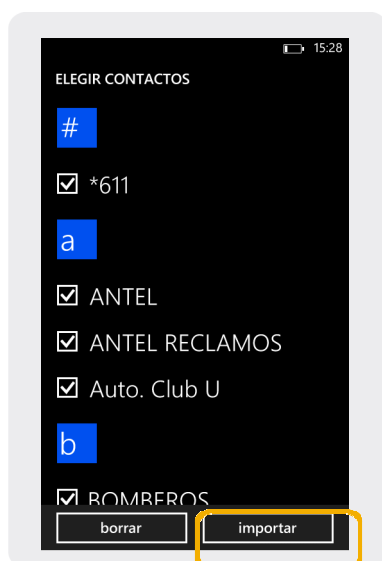 15:28
ELEGIR CONTACTOS
#
*611
a
ANTEL
ANTEL RECLAMOS
Auto. Club U
b
BOMBEROS
borrar importar